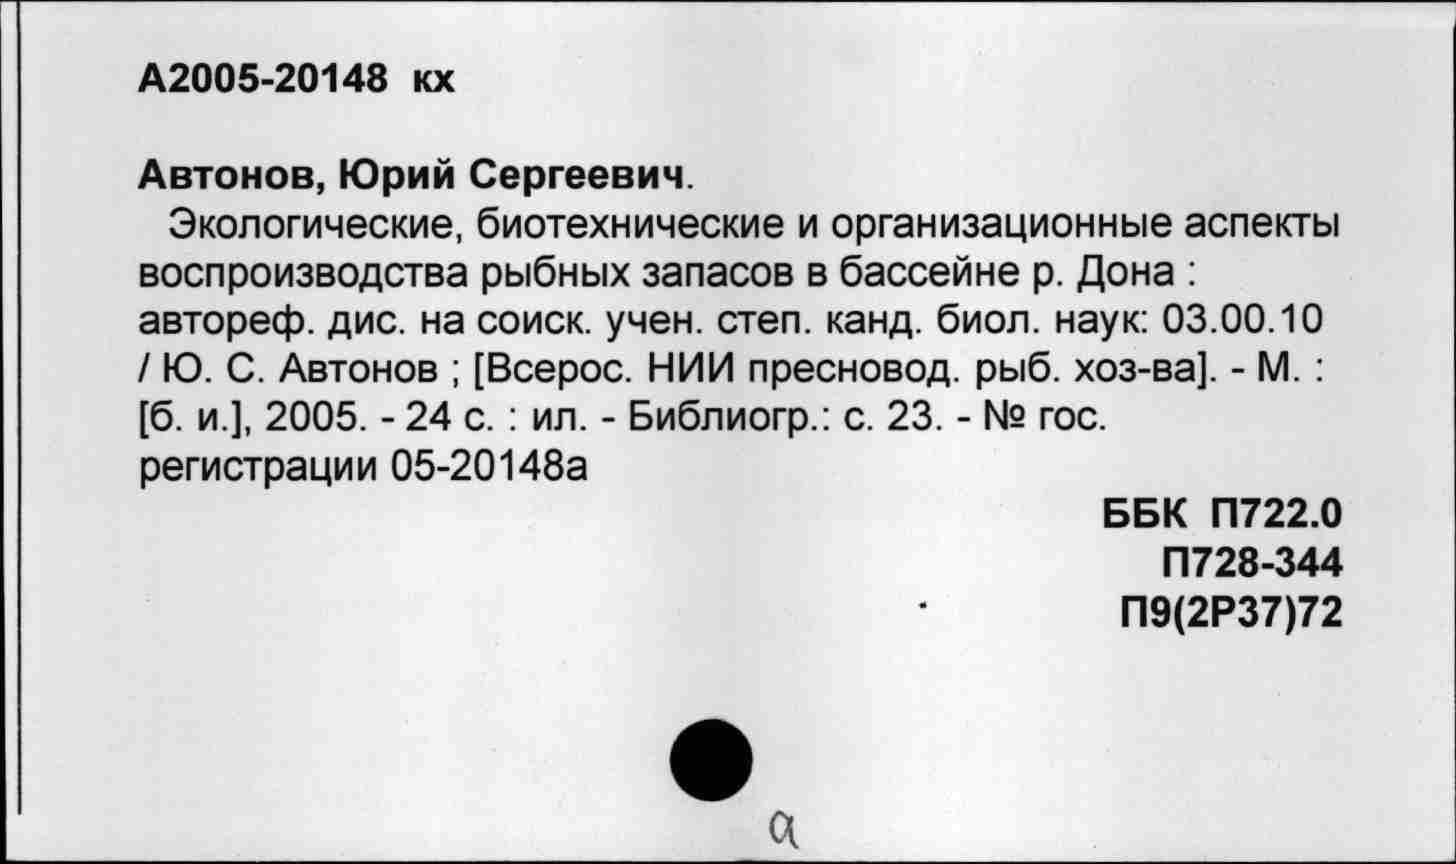 А2005-20148 кх
Автонов, Юрий Сергеевич.
Экологические, биотехнические и организационные аспекты
воспроизводства рыбных запасов в бассейне р. Дона :
автореф. дис. на соиск. учен. степ. канд. биол. наук: 03.00.10
/ Ю. С. Автонов ; [Всерос. НИИ пресновод. рыб. хоз-ва]. - М. :
[б. и.], 2005. - 24 с. : ил. - Библиогр.: с. 23. - № гос.
регистрации 05-20148а
ББК П722.0
П728-344
П9(2Р37)72
а